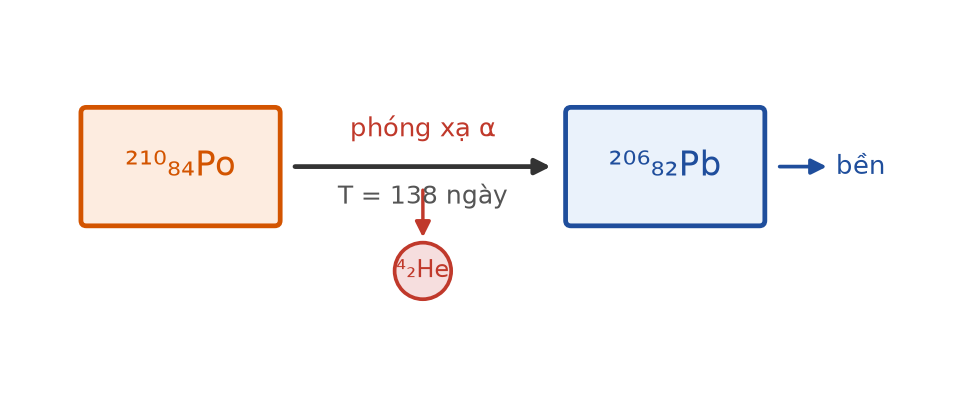 phóng xạ α
²¹⁰₈₄Po
²⁰⁶₈₂Pb
bền
T = 138 ngày
⁴₂He